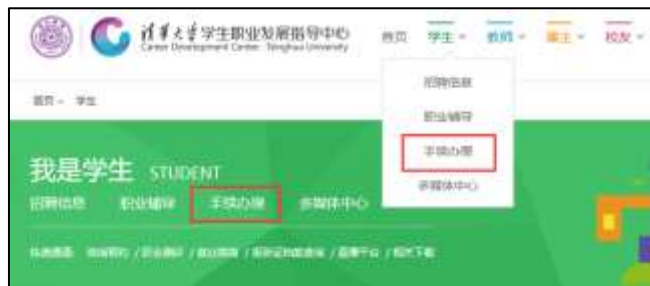 清华大学学生职业发展指导中心
Career Development Center, Tsinghua University
首页 学生 教师 雇主 校友
招聘信息
职业辅导
手续办理
多媒体中心
首页 学生
我是学生 STUDENT
招聘信息 职业辅导 手续办理 多媒体中心